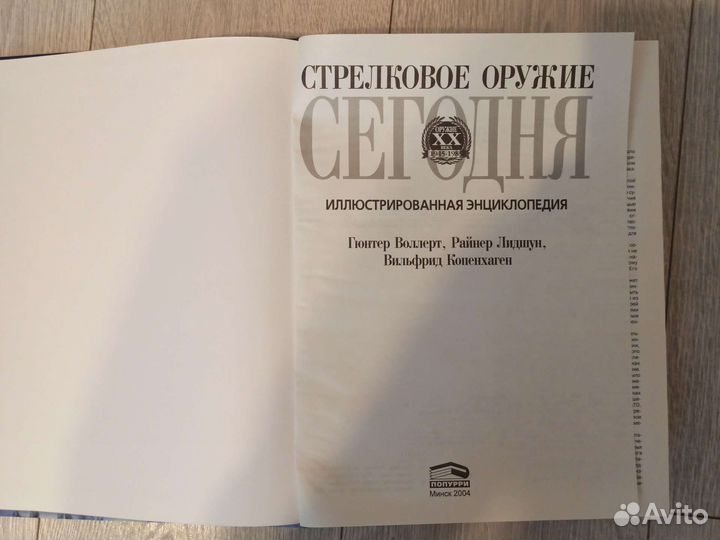 СТРЕЛКОВОЕ ОРУЖИЕ
СЕГОДНЯ
ОРУЖИЕ
XX
ВЕКА
1945-1985
ИЛЛЮСТРИРОВАННАЯ ЭНЦИКЛОПЕДИЯ
Гюнтер Воллерт, Райнер Лидшун,
Вильфрид Копенхаген
ПОПУРРИ
Минск 2004
Avito